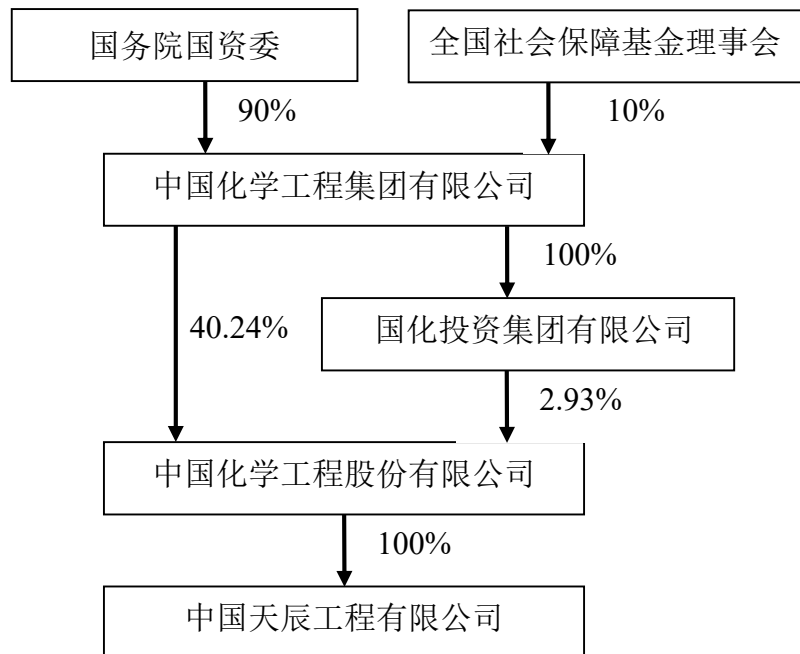 国务院国资委
全国社会保障基金理事会
90%
10%
中国化学工程集团有限公司
100%
40.24%
国化投资集团有限公司
2.93%
中国化学工程股份有限公司
100%
中国天辰工程有限公司